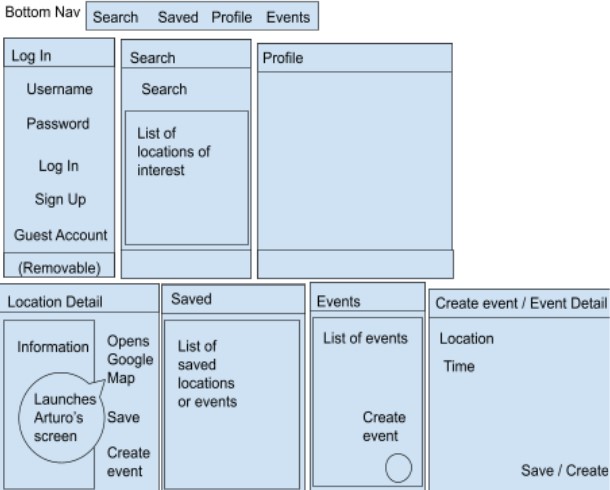 Bottom Nav
Search Saved Profile Events
Log In
Username
Password
Log In
Sign Up
Guest Account
(Removable)
Search
Search
List of
locations of
interest
Profile
Location Detail
Information
Opens
Google
Map
Launches
Arturo's
screen
Save
Create
event
Saved
List of
saved
locations
or events
Events
List of events
Create
event
Create event / Event Detail
Location
Time
Save / Create